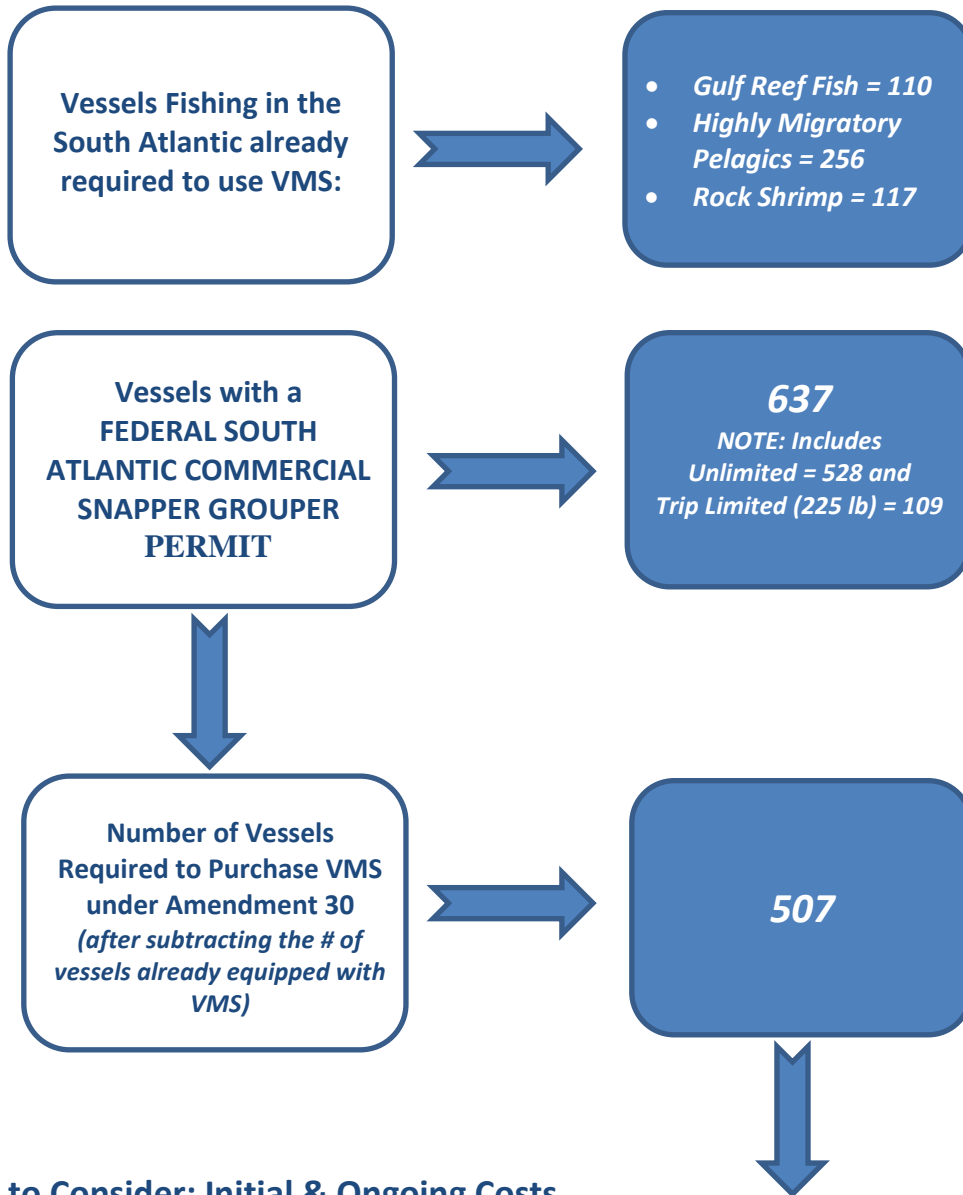 Vessels Fishing in the
South Atlantic already
required to use VMS:
• Gulf Reef Fish = 110
• Highly Migratory
Pelagics = 256
• Rock Shrimp = 117
Vessels with a
FEDERAL SOUTH
ATLANTIC COMMERCIAL
SNAPPER GROUPER
PERMIT
637
NOTE: Includes
Unlimited = 528 and
Trip Limited (225 lb) = 109
Number of Vessels
Required to Purchase VMS
under Amendment 30
(after subtracting the # of
vessels already equipped with
VMS)
507
to Consider: Initial & Ongoing Costs